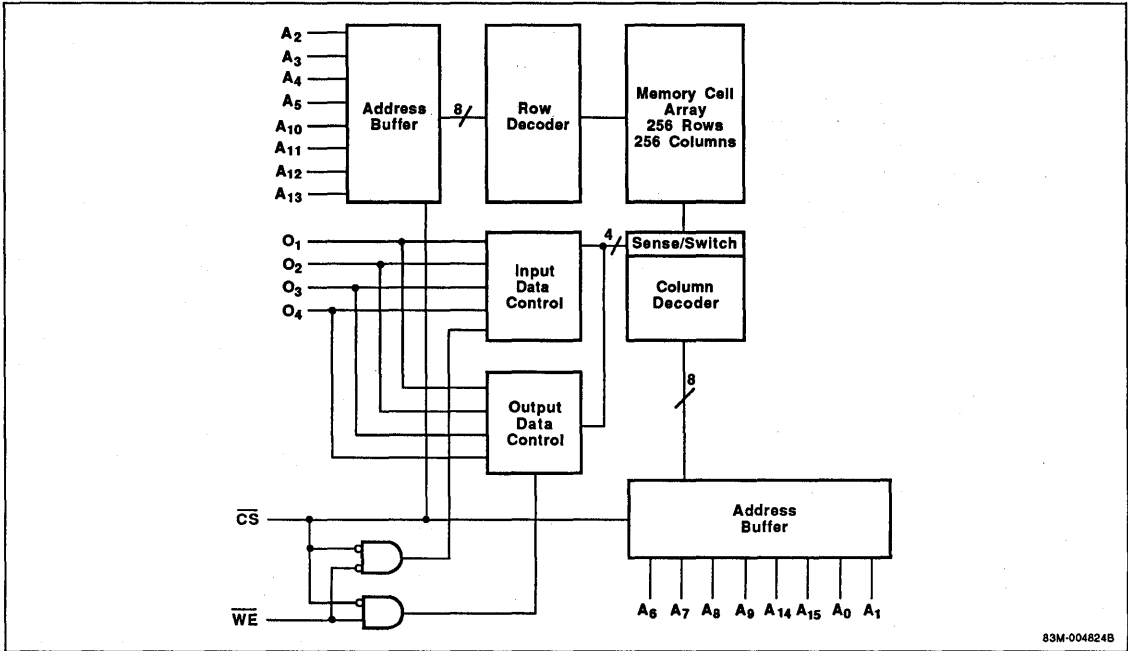 A2
A3
A4
A5
A10
A11
A12
A13
Address
Buffer
8
Row
Decoder
Memory Cell
Array
256 Rows
256 Columns
O1
O2
O3
O4
Input
Data
Control
4
Sense/Switch
Column
Decoder
Output
Data
Control
8
C̅S̅
W̅E̅
Address
Buffer
A6 A7 A8 A9 A14 A15 A0 A1
83M-004824B